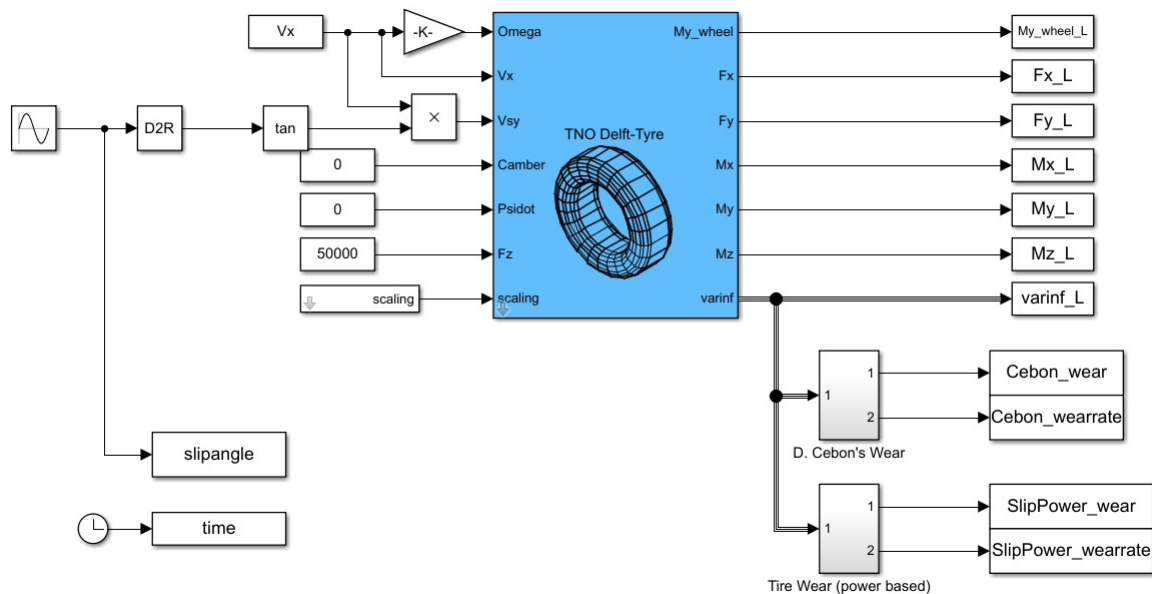 Vx
-K-
Omega
My_wheel
My_wheel_L
Vx
Fx
Fx_L
D2R
tan
×
Vsy
Fy
Fy_L
TNO Delft-Tyre
0
Camber
Mx
Mx_L
0
Psidot
My
My_L
50000
Fz
Mz
Mz_L
scaling
scaling
varinf
varinf_L
1
1
2
Cebon_wear
Cebon_wearrate
D. Cebon's Wear
slipangle
time
1
1
2
SlipPower_wear
SlipPower_wearrate
Tire Wear (power based)